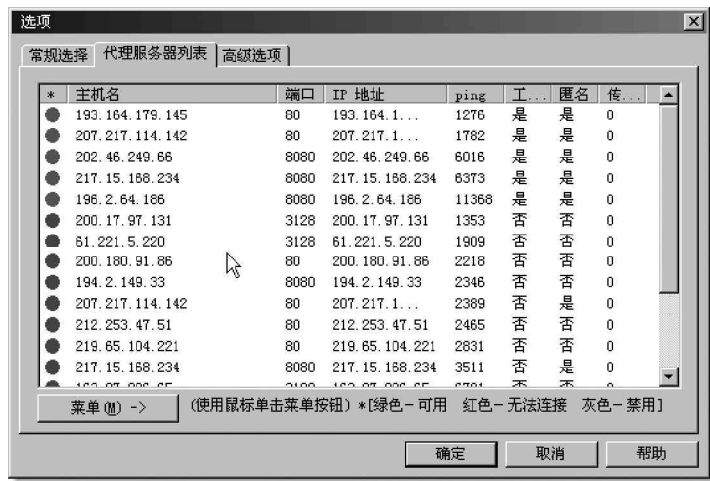 选项
常规选择 代理服务器列表 高级选项
* 主机名 端口 IP 地址 ping 工... 匿名 传...
193.164.179.145 80 193.164.1... 1276 是 是 0
207.217.114.142 80 207.217.1... 1782 是 是 0
202.46.249.66 8080 202.46.249.66 6016 是 是 0
217.15.168.234 8080 217.15.168.234 6373 是 是 0
196.2.64.186 8080 196.2.64.186 11368 是 是 0
200.17.97.131 3128 200.17.97.131 1353 否 否 0
61.221.5.220 3128 61.221.5.220 1909 否 否 0
200.180.91.86 80 200.180.91.86 2218 否 否 0
194.2.149.33 8080 194.2.149.33 2346 否 否 0
207.217.114.142 80 207.217.1... 2389 否 是 0
212.253.47.51 80 212.253.47.51 2465 否 否 0
219.65.104.221 80 219.65.104.221 2831 否 否 0
217.15.168.234 8080 217.15.168.234 3511 否 是 0
菜单(M) -> (使用鼠标单击菜单按钮) *[绿色-可用 红色-无法连接 灰色-禁用]
确定 取消 帮助